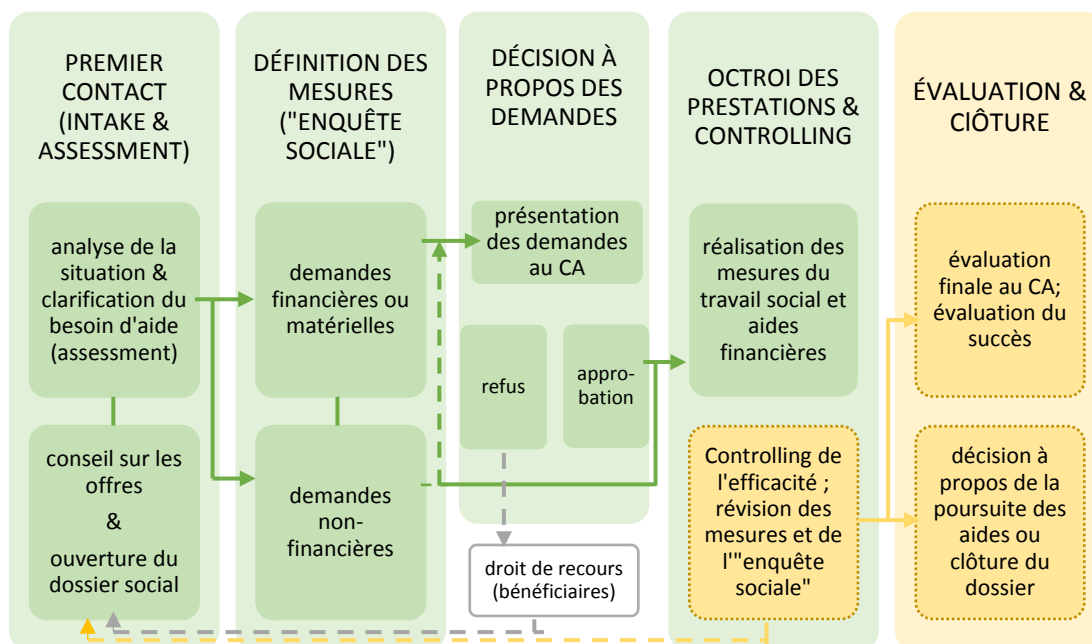 PREMIER
CONTACT
(INTAKE &
ASSESSMENT)
analyse de la
situation &
clarification du
besoin d'aide
(assessment)
conseil sur les
offres
&
ouverture du
dossier social
DÉFINITION DES
MESURES
("ENQUÊTE
SOCIALE")
demandes
financières ou
matérielles
demandes
non-
financières
DÉCISION À
PROPOS DES
DEMANDES
présentation
des demandes
au CA
refus
appro-
bation
droit de recours
(bénéficiaires)
OCTROI DES
PRESTATIONS &
CONTROLLING
réalisation des
mesures du
travail social et
aides
financières
Controlling de
l'efficacité ;
révision des
mesures et de
l'"enquête
sociale"
ÉVALUATION &
ClÔTURE
évaluation
finale au CA;
évaluation du
succès
décision à
propos de la
poursuite des
aides ou
clôture du
dossier